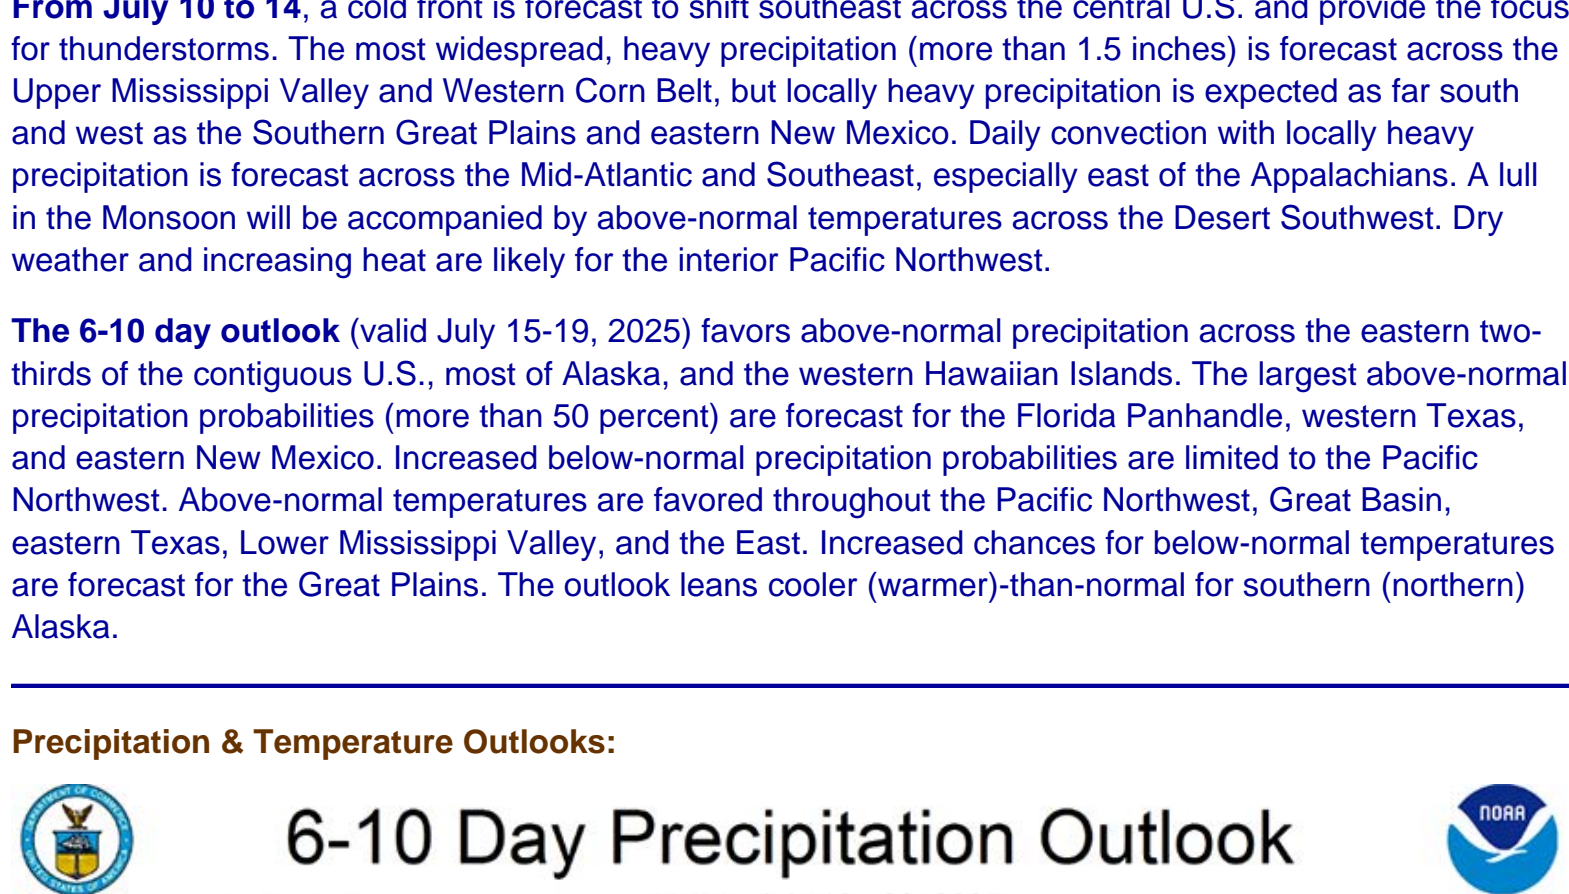 From July 10 to 14, a cold front is forecast to shift southeast across the central U.S. and provide the focus
for thunderstorms. The most widespread, heavy precipitation (more than 1.5 inches) is forecast across the
Upper Mississippi Valley and Western Corn Belt, but locally heavy precipitation is expected as far south
and west as the Southern Great Plains and eastern New Mexico. Daily convection with locally heavy
precipitation is forecast across the Mid-Atlantic and Southeast, especially east of the Appalachians. A lull
in the Monsoon will be accompanied by above-normal temperatures across the Desert Southwest. Dry
weather and increasing heat are likely for the interior Pacific Northwest.
The 6-10 day outlook (valid July 15-19, 2025) favors above-normal precipitation across the eastern two-
thirds of the contiguous U.S., most of Alaska, and the western Hawaiian Islands. The largest above-normal
precipitation probabilities (more than 50 percent) are forecast for the Florida Panhandle, western Texas,
and eastern New Mexico. Increased below-normal precipitation probabilities are limited to the Pacific
Northwest. Above-normal temperatures are favored throughout the Pacific Northwest, Great Basin,
eastern Texas, Lower Mississippi Valley, and the East. Increased chances for below-normal temperatures
are forecast for the Great Plains. The outlook leans cooler (warmer)-than-normal for southern (northern)
Alaska.
Precipitation & Temperature Outlooks:
DEPARTMENT OF COMMERCE
UNITED STATES OF AMERICA
6-10 Day Precipitation Outlook
NOAA